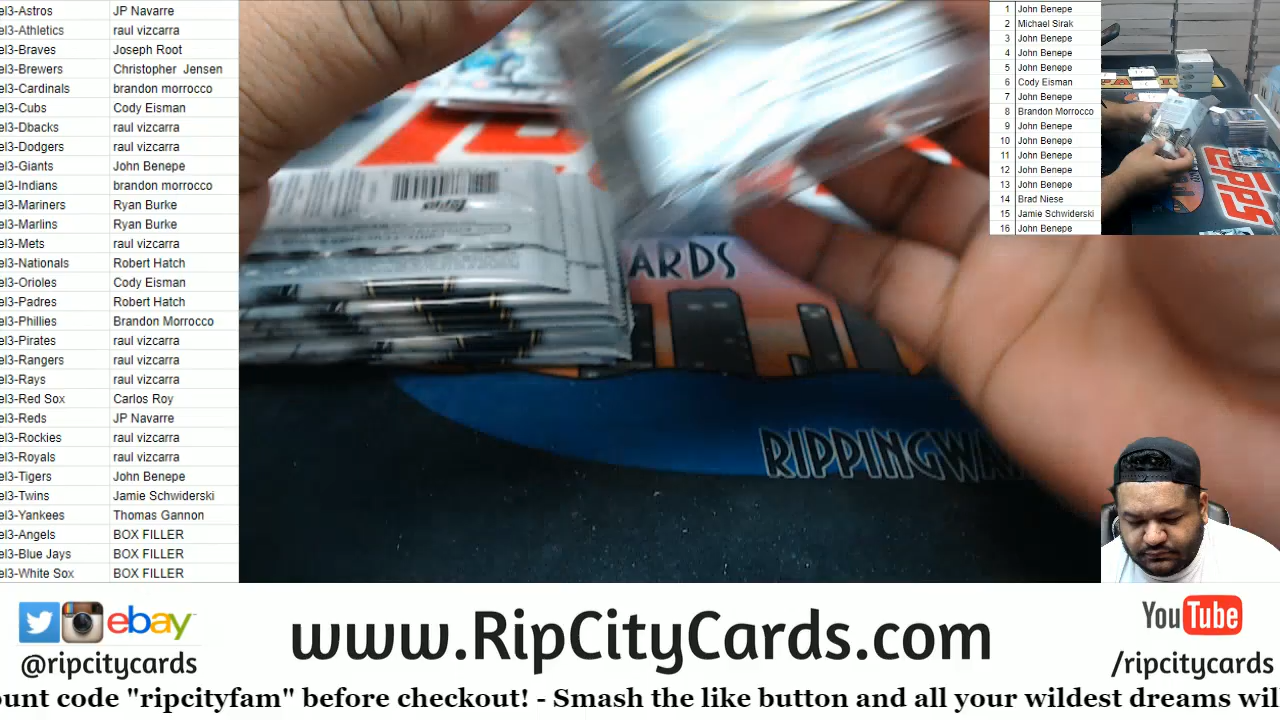 el3-Astros JP Navarre
el3-Athletics raul vizcarra
el3-Braves Joseph Root
el3-Brewers Christopher Jensen
el3-Cardinals brandon morrocco
el3-Cubs Cody Eisman
el3-Dbacks raul vizcarra
el3-Dodgers raul vizcarra
el3-Giants John Benepe
el3-Indians brandon morrocco
el3-Mariners Ryan Burke
el3-Marlins Ryan Burke
el3-Mets raul vizcarra
el3-Nationals Robert Hatch
el3-Orioles Cody Eisman
el3-Padres Robert Hatch
el3-Phillies Brandon Morrocco
el3-Pirates raul vizcarra
el3-Rangers raul vizcarra
el3-Rays raul vizcarra
el3-Red Sox Carlos Roy
el3-Reds JP Navarre
el3-Rockies raul vizcarra
el3-Royals raul vizcarra
el3-Tigers John Benepe
el3-Twins Jamie Schwiderski
el3-Yankees Thomas Gannon
el3-Angels BOX FILLER
el3-Blue Jays BOX FILLER
el3-White Sox BOX FILLER
1 John Benepe
2 Michael Sirak
3 John Benepe
4 John Benepe
5 John Benepe
6 Cody Eisman
7 John Benepe
8 Brandon Morrocco
9 John Benepe
10 John Benepe
11 John Benepe
12 John Benepe
13 John Benepe
14 Brad Niese
15 Jamie Schwiderski
16 John Benepe
ARDS
RIPPINGWA
TOPPS
ebay
@ripcitycards
www.RipCityCards.com
YouTube
/ripcitycards
ount code "ripcityfam" before checkout! - Smash the like button and all your wildest dreams wil